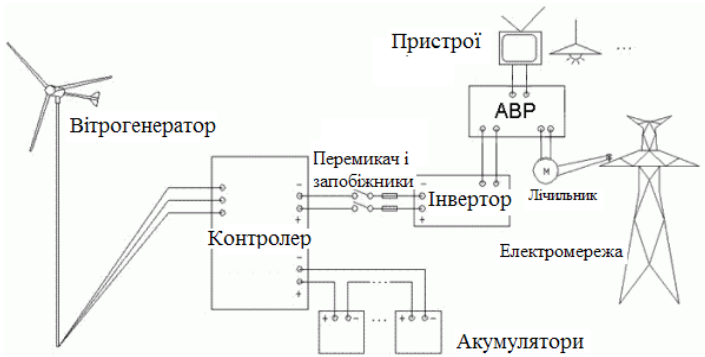 Пристрої
...
АВР
Вітрогенератор
Перемикач і
запобіжники
M
Лічильник
−
+
−
+
Інвертор
Контролер
Електромережа
−
+
+ − ... + −
Акумулятори